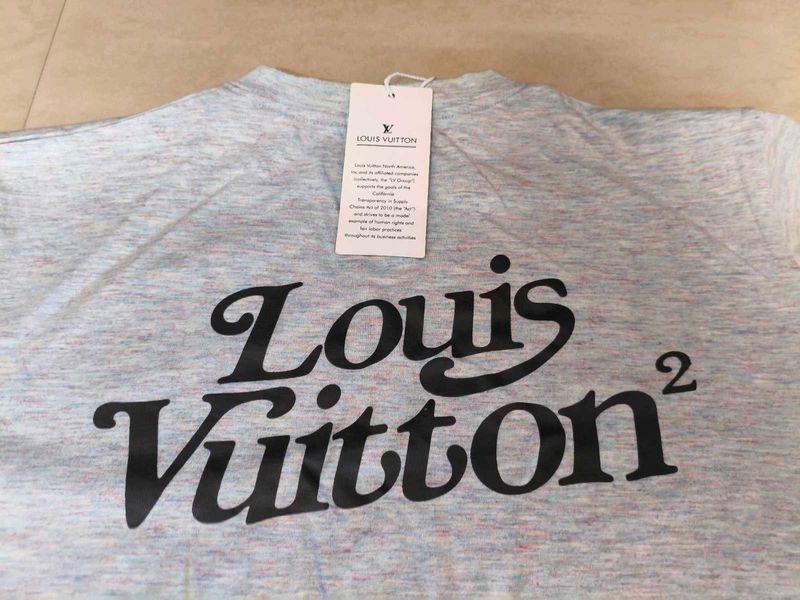 LV
LOUIS VUITTON
Louis Vuitton North America,
Inc and its affiliated companies
(collectively, the "LV Group")
supports the goals of the
California
Transparency in Supply
Chains Act of 2010 (the "Act")
and strives to be a model
example of human rights and
fair labor practices
throughout its business activities
Louis
Vuitton²